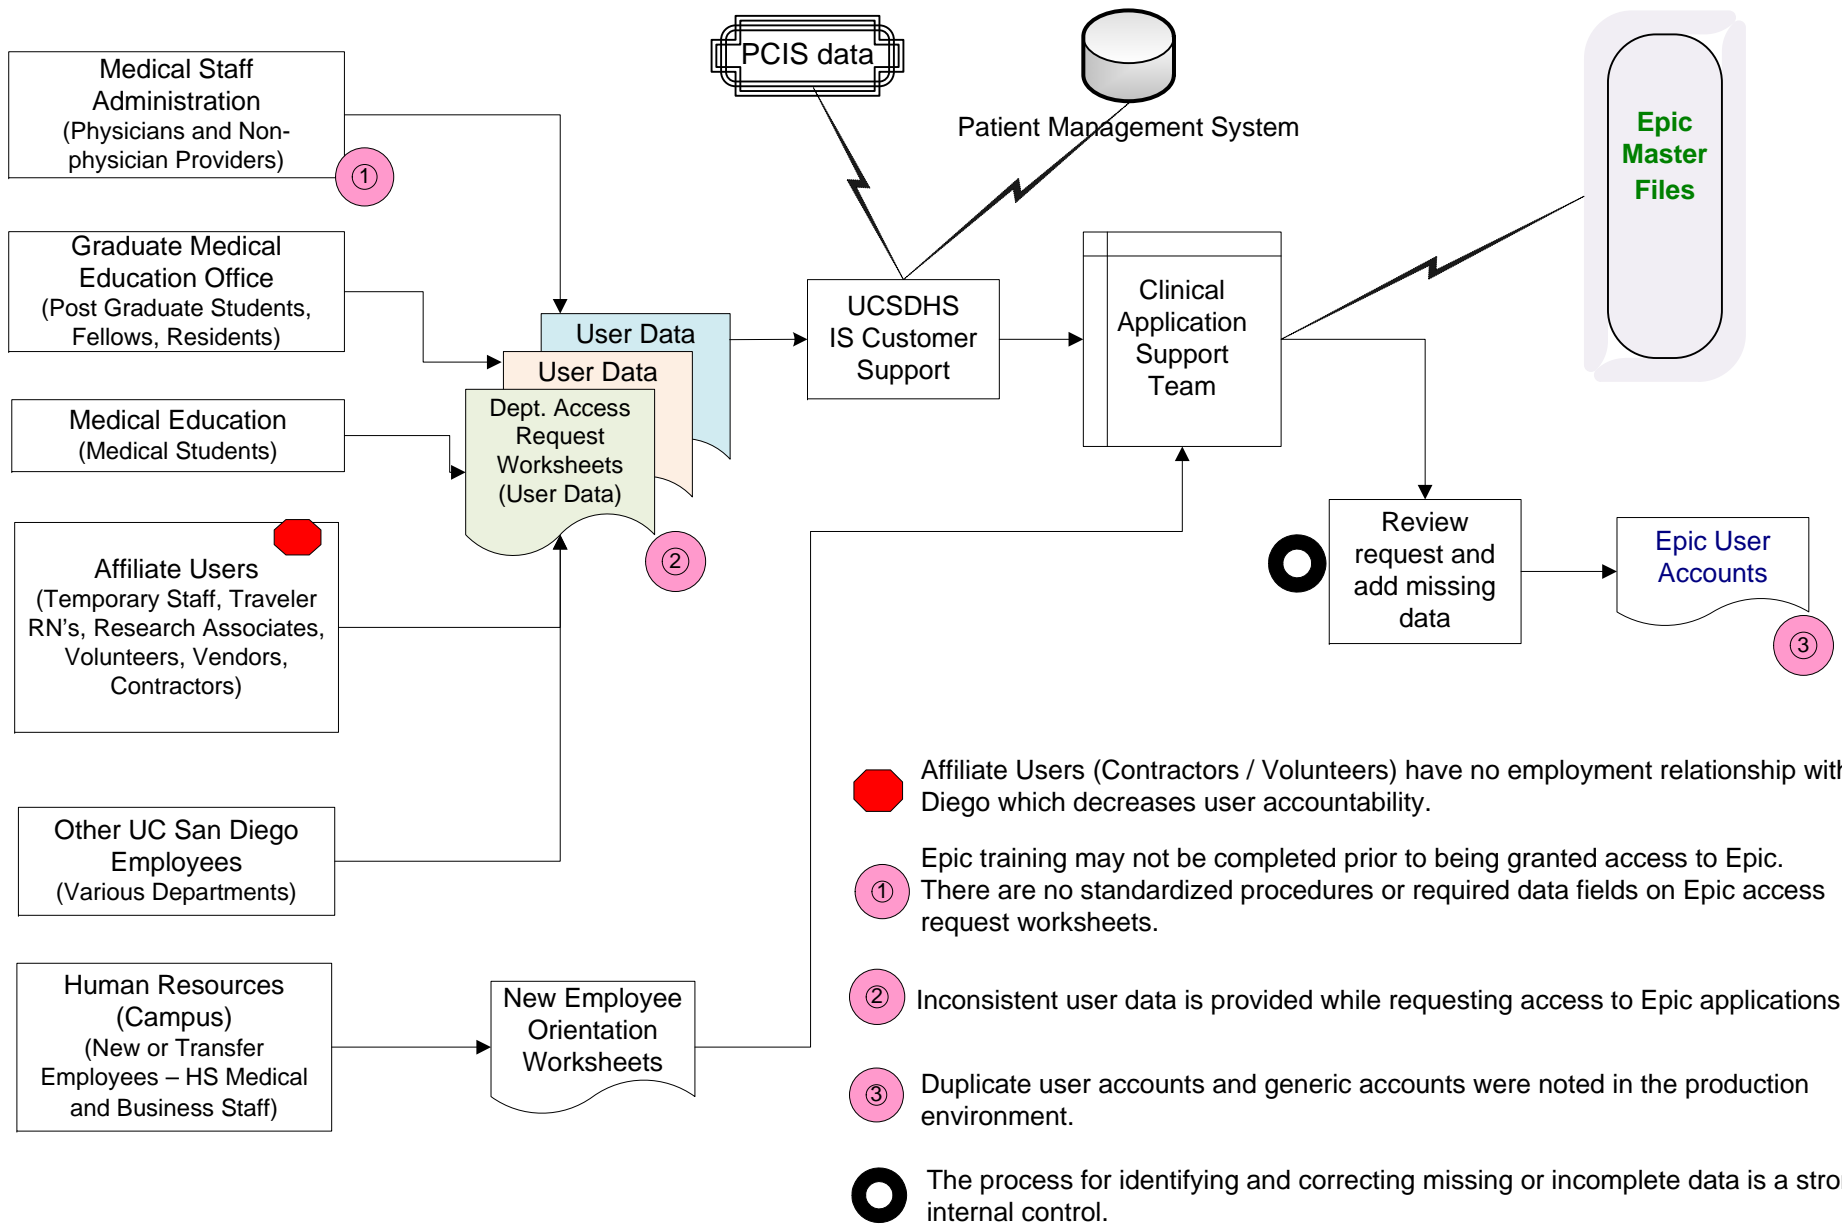 PCIS data
Patient Management System
Epic
Master
Files
Medical Staff
Administration
(Physicians and Non-
physician Providers)
①
Graduate Medical
Education Office
(Post Graduate Students,
Fellows, Residents)
Medical Education
(Medical Students)
Affiliate Users
(Temporary Staff, Traveler
RN's, Research Associates,
Volunteers, Vendors,
Contractors)
Other UC San Diego
Employees
(Various Departments)
Human Resources
(Campus)
(New or Transfer
Employees – HS Medical
and Business Staff)
User Data
User Data
Dept. Access
Request
Worksheets
(User Data)
②
New Employee
Orientation
Worksheets
UCSDHS
IS Customer
Support
Clinical
Application
Support
Team
Review
request and
add missing
data
Epic User
Accounts
③
Affiliate Users (Contractors / Volunteers) have no employment relationship with
Diego which decreases user accountability.
① Epic training may not be completed prior to being granted access to Epic.
There are no standardized procedures or required data fields on Epic access
request worksheets.
② Inconsistent user data is provided while requesting access to Epic applications
③ Duplicate user accounts and generic accounts were noted in the production
environment.
The process for identifying and correcting missing or incomplete data is a
internal control.